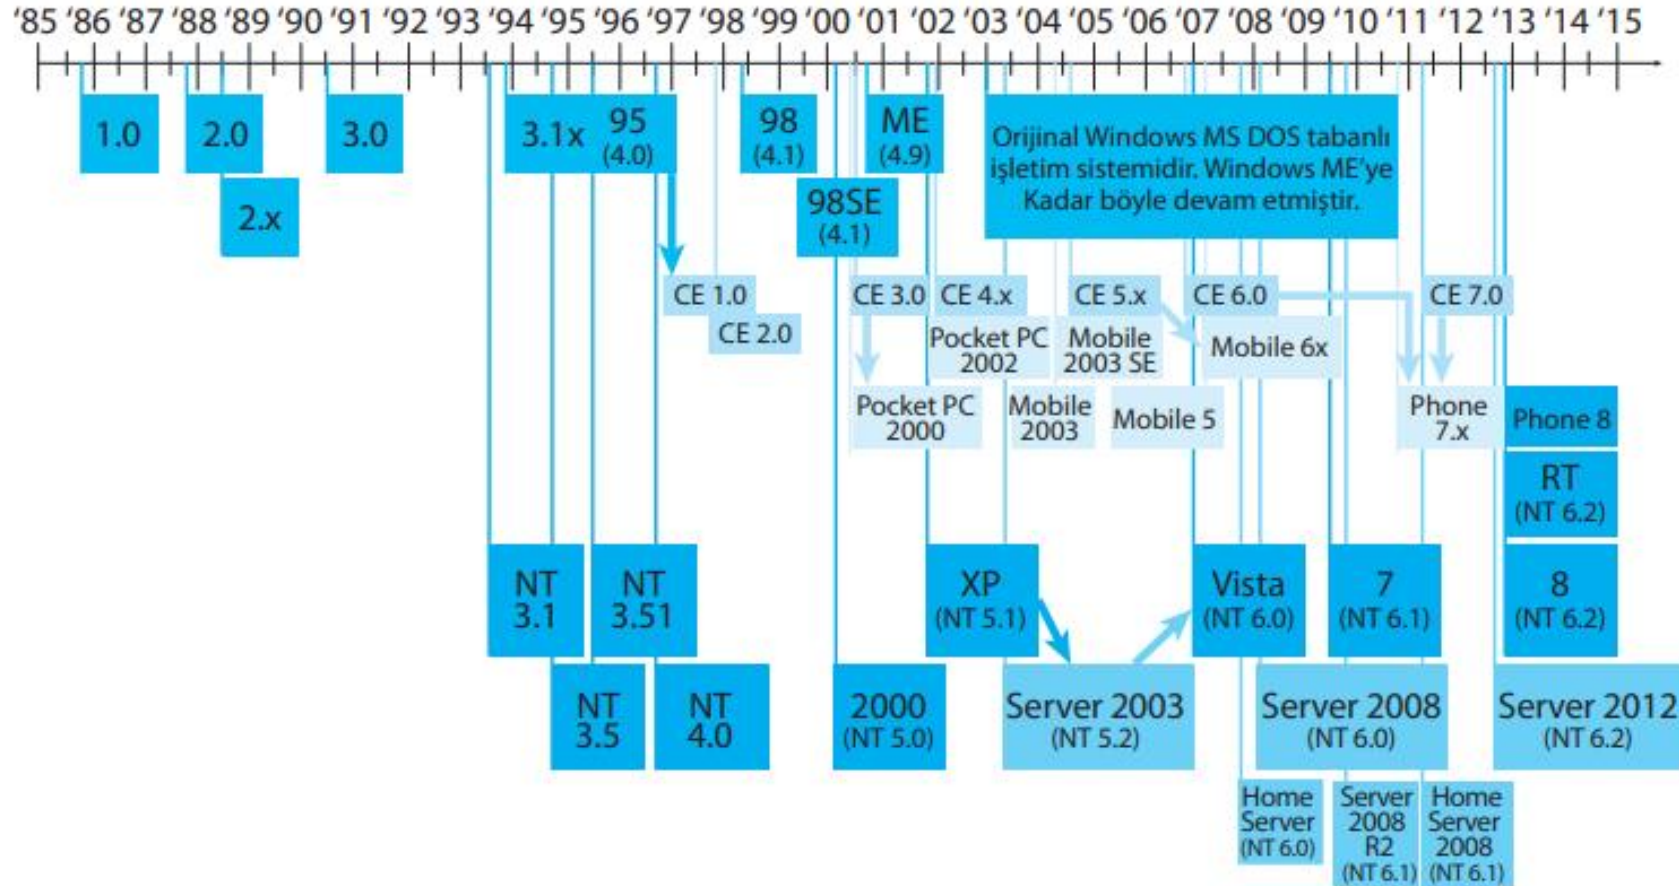 ‘85 ‘86 ‘87 ‘88 ‘89 ‘90 ‘91 ‘92 ‘93 ‘94 ‘95 ‘96 ‘97 ‘98 ‘99 ‘00 ‘01 ‘02 ‘03 ‘04 ‘05 ‘06 ‘07 ‘08 ‘09 ‘10 ‘11 ‘12 ‘13 ‘14 ‘15
1.0
2.0
2.x
3.0
3.1x
95
(4.0)
98
(4.1)
98SE
(4.1)
ME
(4.9)
Orijinal Windows MS DOS tabanlı
işletim sistemidir. Windows ME’ye
Kadar böyle devam etmiştir.
CE 1.0
CE 2.0
CE 3.0
CE 4.x
CE 5.x
CE 6.0
CE 7.0
Pocket PC
2002
Mobile
2003 SE
Mobile 6x
Pocket PC
2000
Mobile
2003
Mobile 5
Phone
7.x
Phone 8
RT
(NT 6.2)
NT
3.1
NT
3.51
XP
(NT 5.1)
Vista
(NT 6.0)
7
(NT 6.1)
8
(NT 6.2)
NT
3.5
NT
4.0
2000
(NT 5.0)
Server 2003
(NT 5.2)
Server 2008
(NT 6.0)
Server 2012
(NT 6.2)
Home
Server
(NT 6.0)
Server
2008
R2
(NT 6.1)
Home
Server
2008
(NT 6.1)